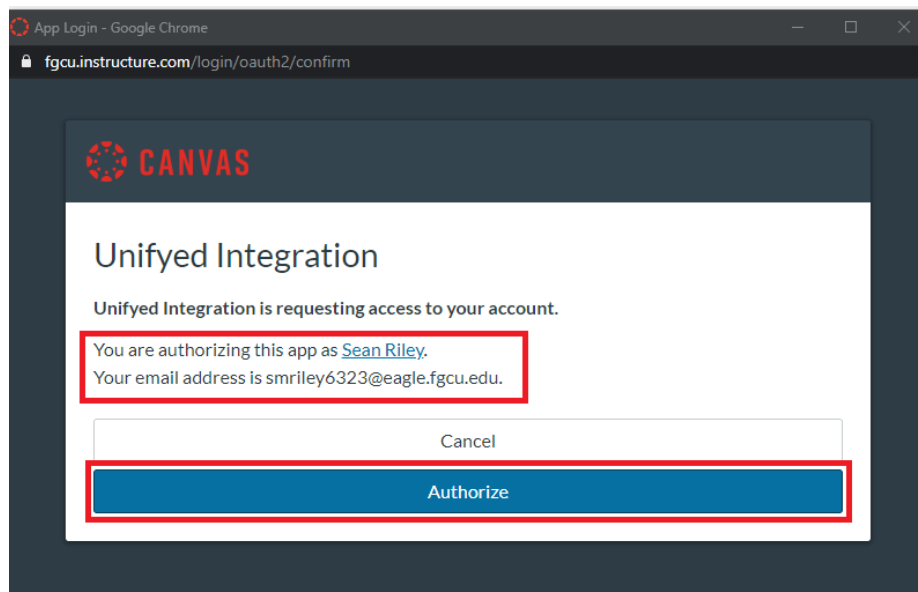 App Login - Google Chrome
fgcu.instructure.com/login/oauth2/confirm
CANVAS
Unifyed Integration
Unifyed Integration is requesting access to your account.
You are authorizing this app as Sean Riley.
Your email address is smriley6323@eagle.fgcu.edu.
Cancel
Authorize